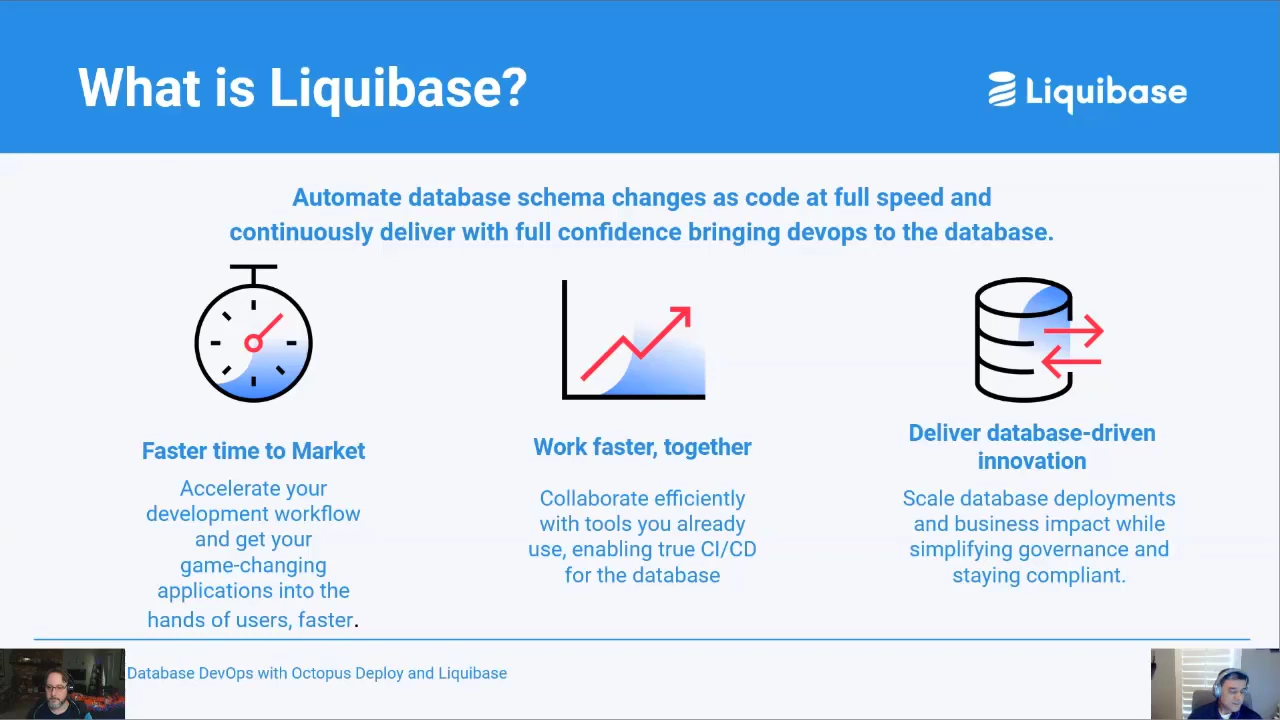 What is Liquibase?
Liquibase
Automate database schema changes as code at full speed and
continuously deliver with full confidence bringing devops to the database.
Faster time to Market
Accelerate your
development workflow
and get your
game-changing
applications into the
hands of users, faster.
Work faster, together
Collaborate efficiently
with tools you already
use, enabling true CI/CD
for the database
Deliver database-driven
innovation
Scale database deployments
and business impact while
simplifying governance and
staying compliant.
Database DevOps with Octopus Deploy and Liquibase